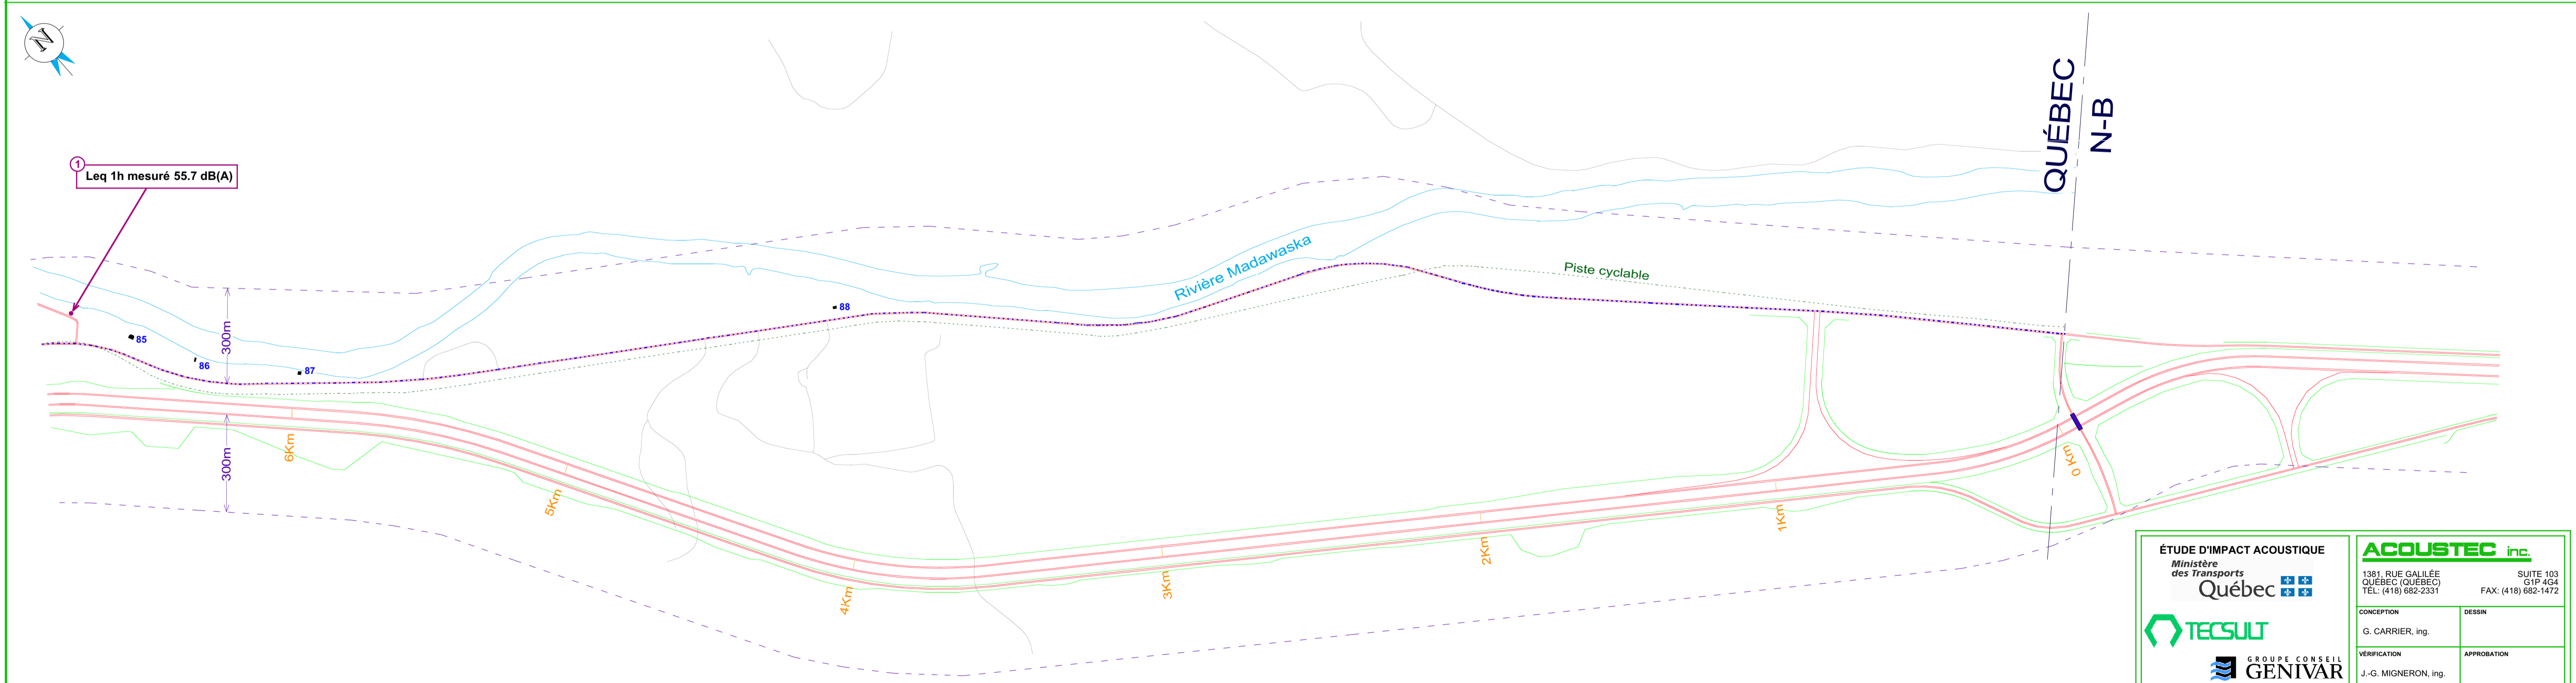 N
QUÉBEC
N-B
1
Leq 1h mesuré 55.7 dB(A)
Rivière Madawaska
Piste cyclable
300m
85
86
87
88
300m
6Km
5Km
4Km
3Km
2Km
1Km
0 Km
ÉTUDE D'IMPACT ACOUSTIQUE
Ministère
des Transports
Québec
TECSULT
GROUPE CONSEIL
GENIVAR
ACOUSTEC inc.
1381, RUE GALILÉE SUITE 103
QUÉBEC (QUÉBEC) G1P 4G4
TÉL: (418) 682-2331 FAX: (418) 682-1472
CONCEPTION
G. CARRIER, ing.
DESSIN
VÉRIFICATION
J.-G. MIGNERON, ing.
APPROBATION